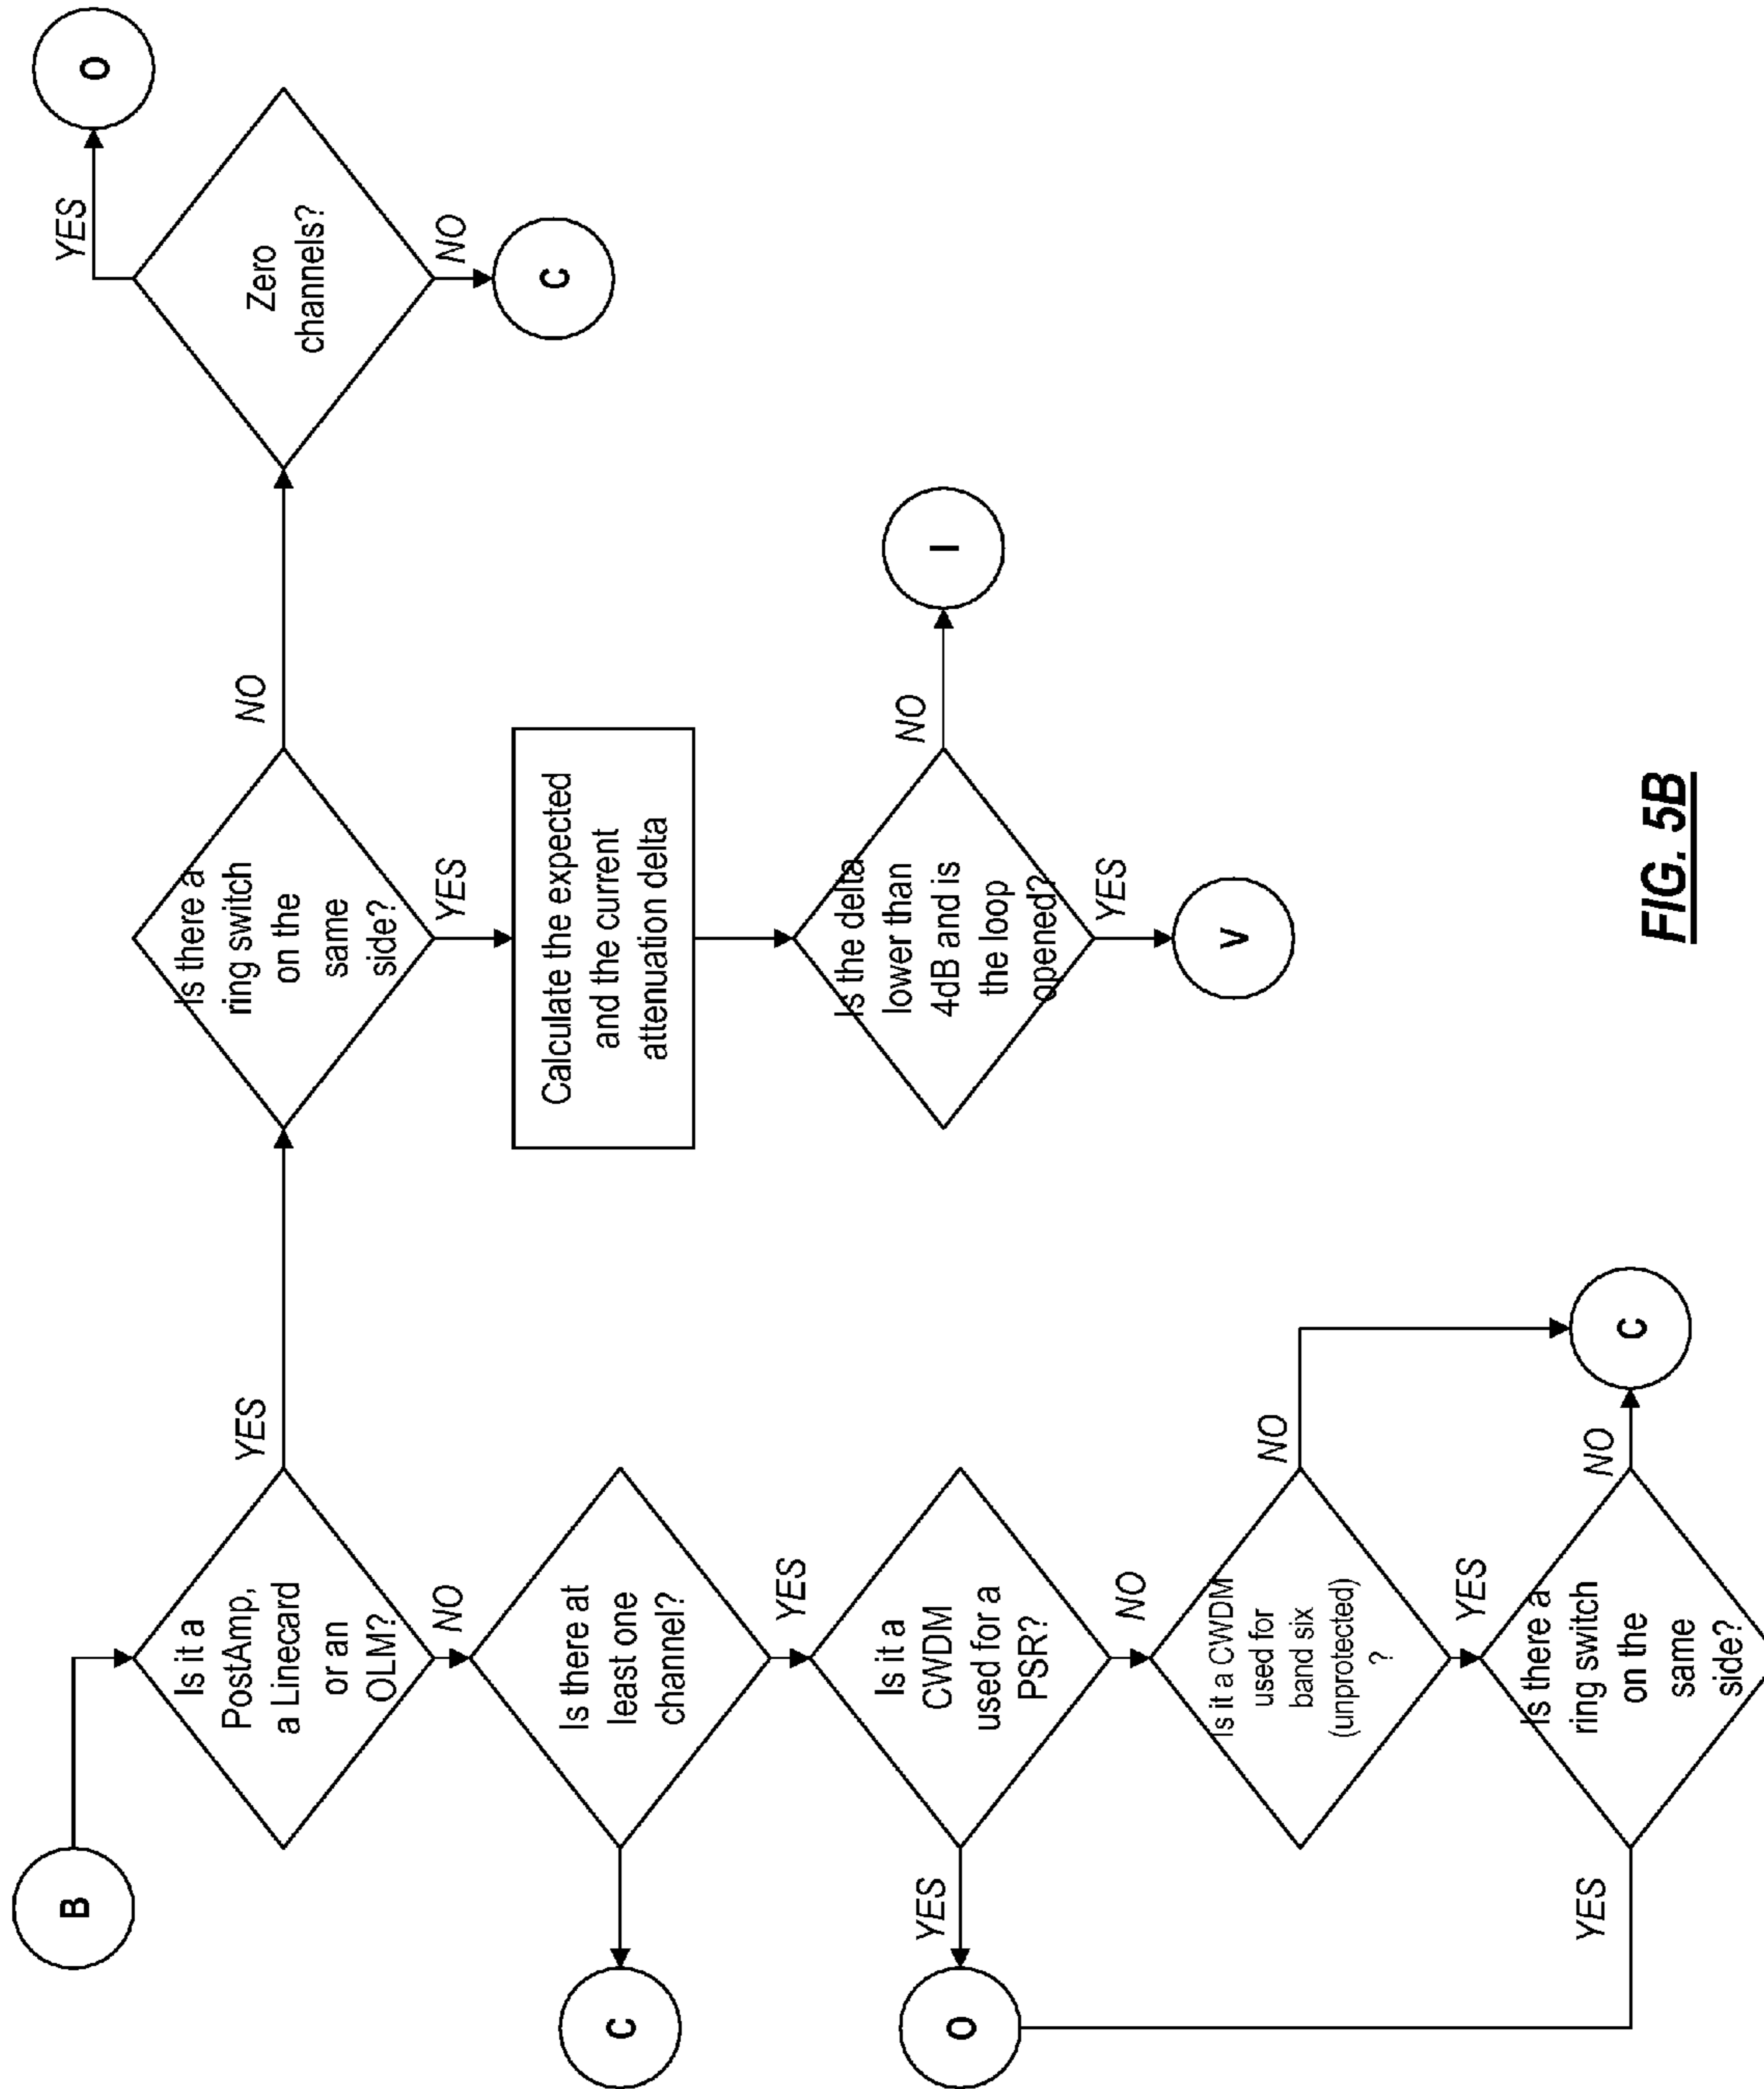 B
Is it a
PostAmp,
a Linecard
or an
OLM?
YES
NO
Is there a
ring switch
on the
same
side?
NO
YES
Zero
channels?
YES
O
NO
C
Calculate the expected
and the current
attenuation delta
Is the delta
lower than
4dB and is
the loop
opened?
NO
I
YES
V
Is there at
least one
channel?
C
YES
Is it a
CWDM
used for a
PSR?
YES
O
NO
Is it a CWDM
used for
band six
(unprotected)
?
NO
C
YES
Is there a
ring switch
on the
same
side?
YES
NO
FIG. 5B